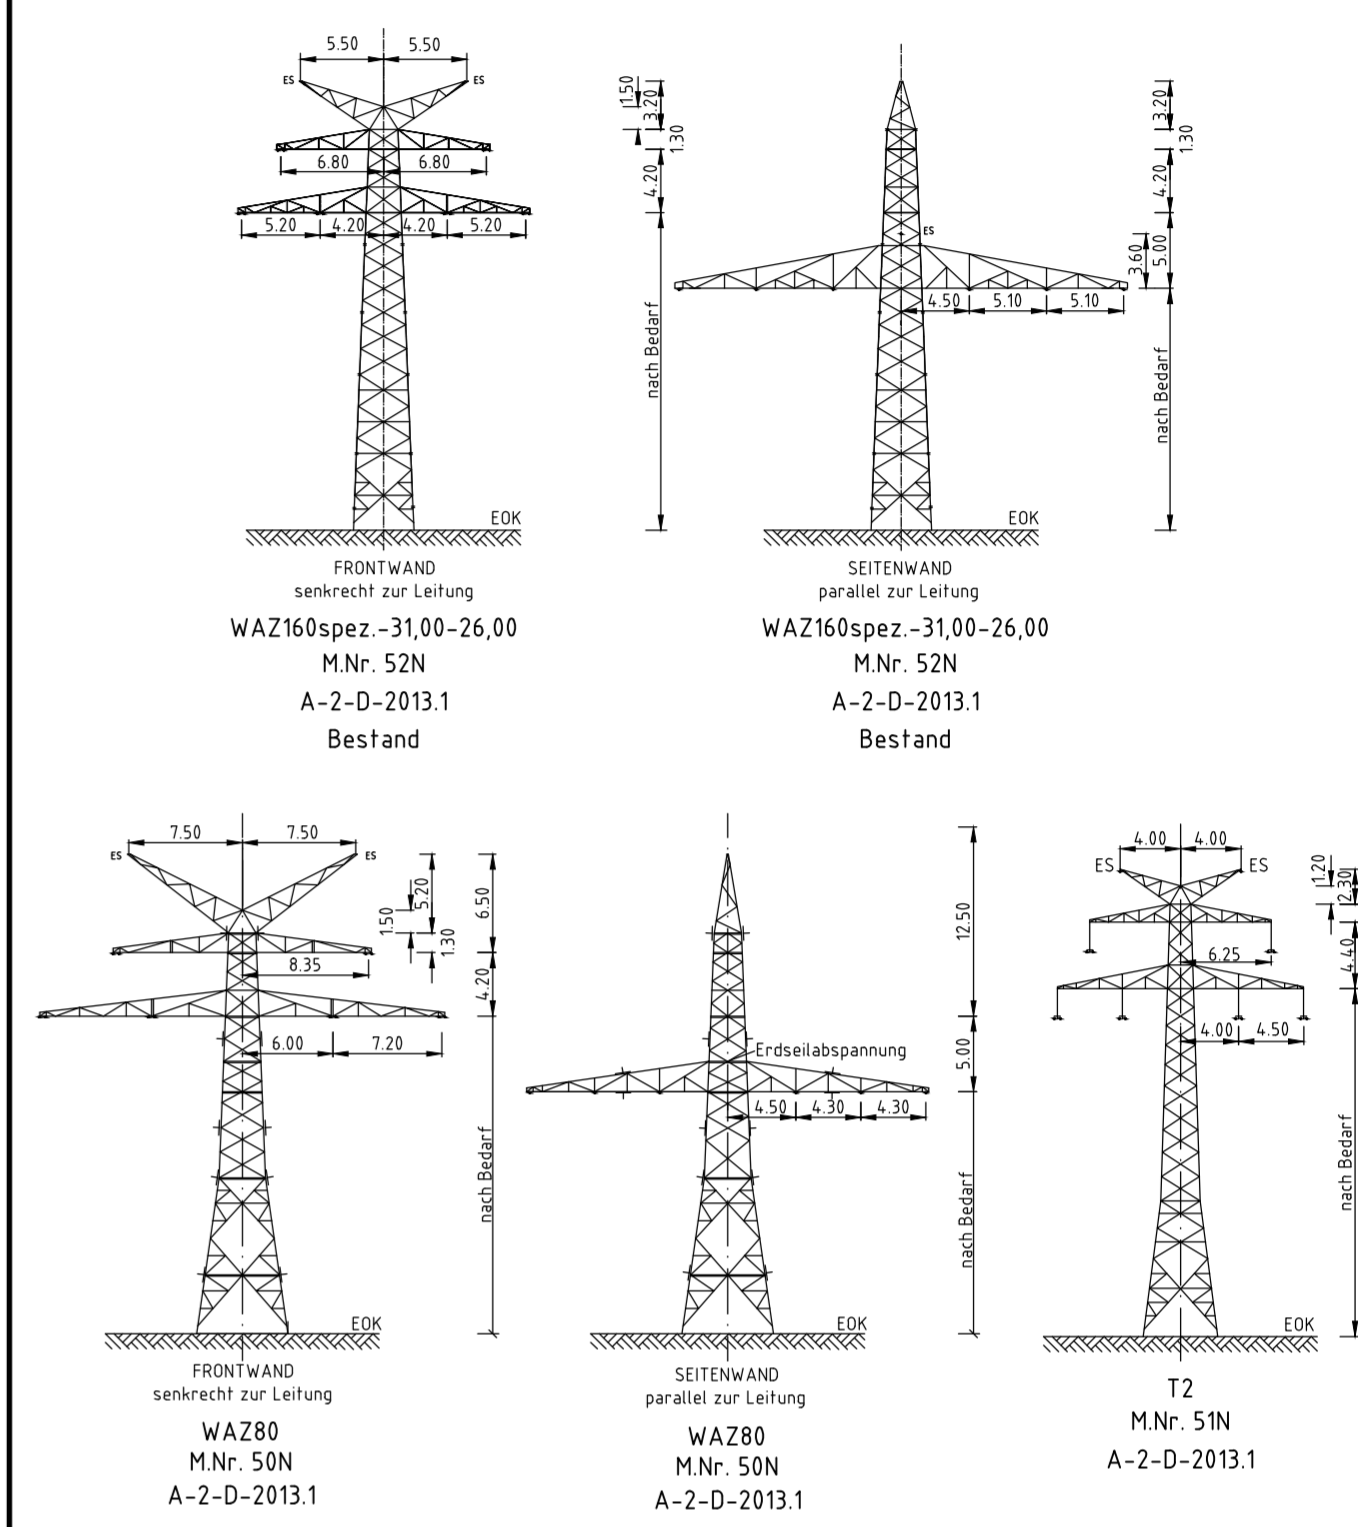 5.50 5.50
ES ES
6.80 6.80
5.20 4.20 4.20 5.20
1.50
3.20
1.30
4.20
nach Bedarf
EOK
FRONTWAND
senkrecht zur Leitung
WAZ160spez.-31,00-26,00
M.Nr. 52N
A-2-D-2013.1
Bestand
ES
4.50 5.10 5.10
3.20
1.30
4.20
3.60
5.00
nach Bedarf
EOK
SEITENWAND
parallel zur Leitung
WAZ160spez.-31,00-26,00
M.Nr. 52N
A-2-D-2013.1
Bestand
7.50 7.50
ES ES
8.35
6.00 7.20
1.50
5.20
1.30
6.50
4.20
nach Bedarf
EOK
FRONTWAND
senkrecht zur Leitung
WAZ80
M.Nr. 50N
A-2-D-2013.1
Erdseilabspannung
4.50 4.30 4.30
12.50
5.00
nach Bedarf
EOK
SEITENWAND
parallel zur Leitung
WAZ80
M.Nr. 50N
A-2-D-2013.1
4.00 4.00
ES ES
6.25
4.00 4.50
1.20
2.30
4.40
nach Bedarf
EOK
T2
M.Nr. 51N
A-2-D-2013.1